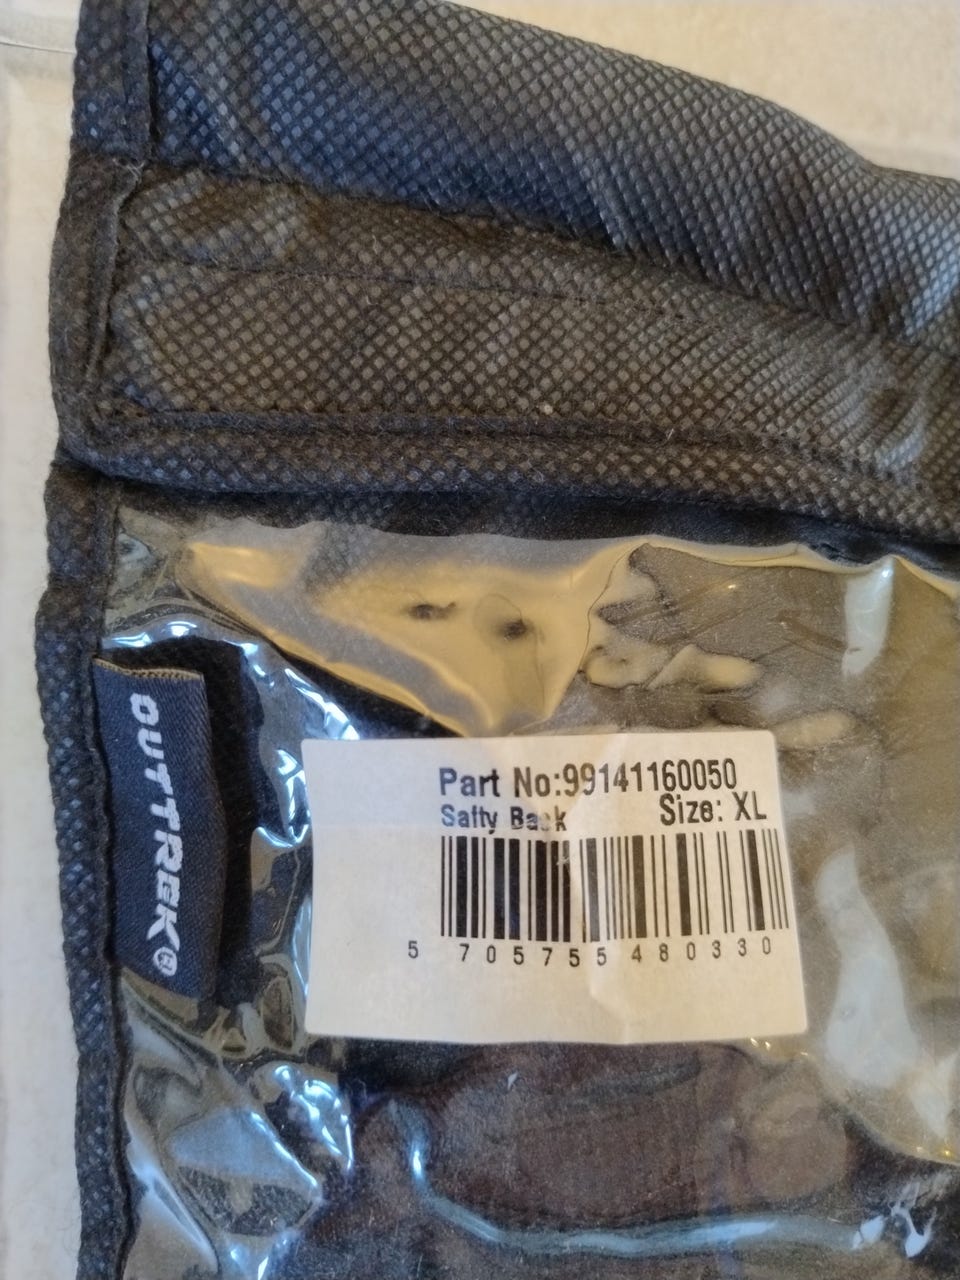 OUTTREK®
Part No:99141160050
Safty Back
Size: XL
5 705755 480330